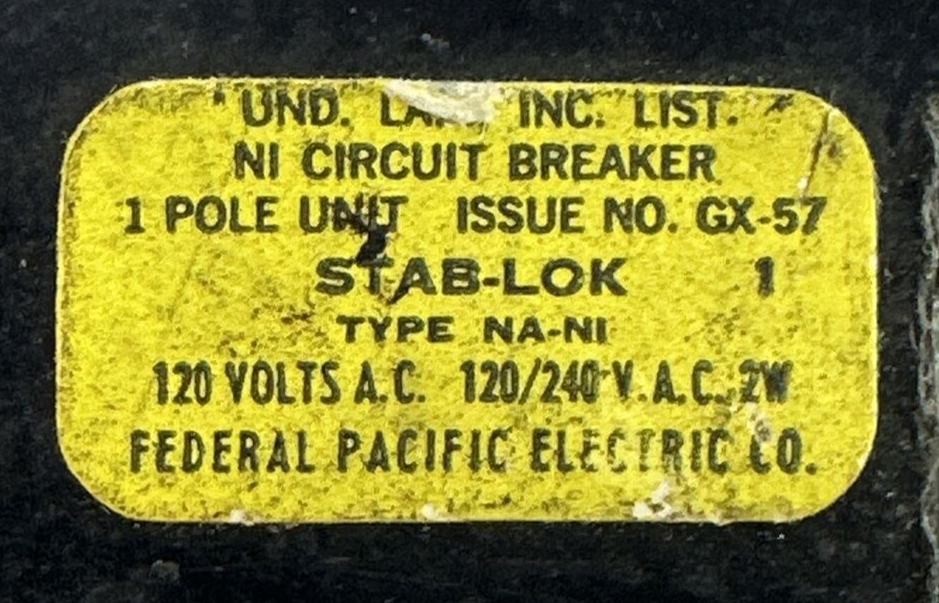 UND. LAB. INC. LIST.
NI CIRCUIT BREAKER
1 POLE UNIT ISSUE NO. GX-57
STAB-LOK 1
TYPE NA-NI
120 VOLTS A.C. 120/240 V.A.C. 2W
FEDERAL PACIFIC ELECTRIC CO.